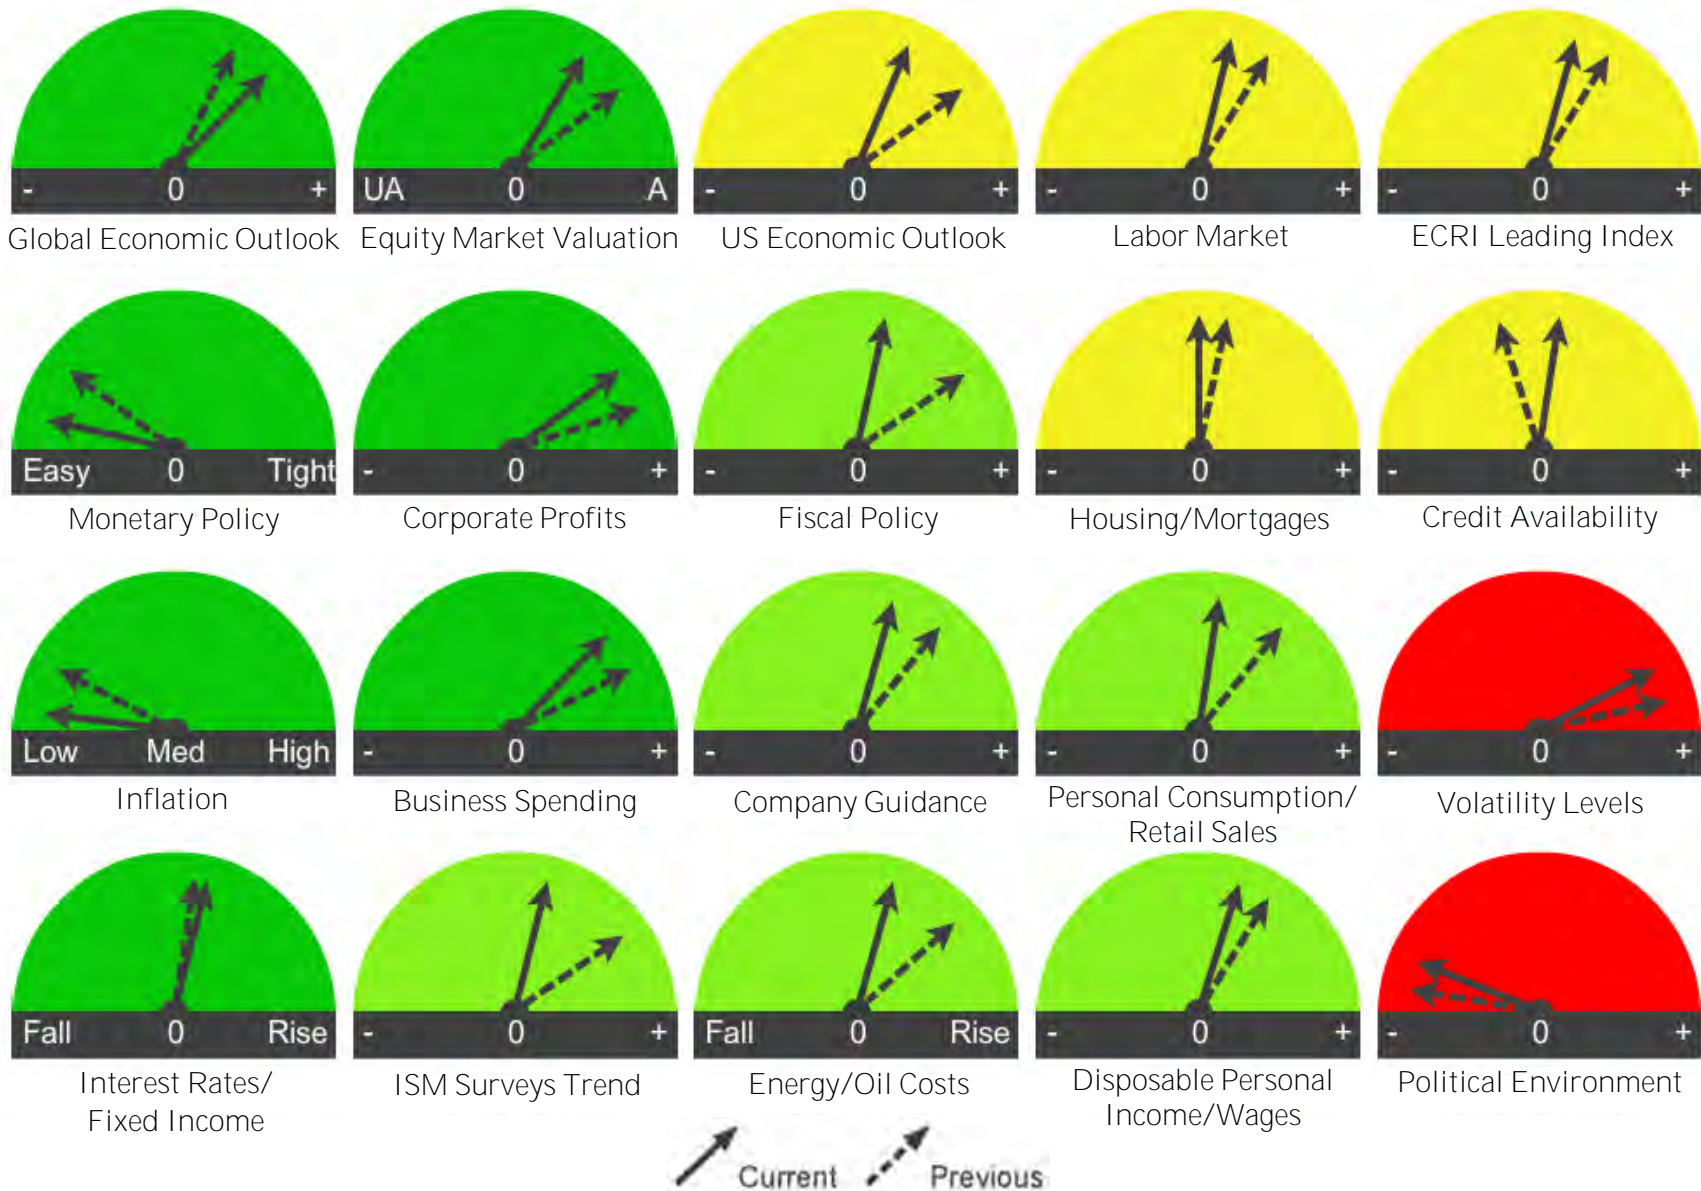 - 0 +
UA 0 A
- 0 +
- 0 +
- 0 +
Global Economic Outlook
Equity Market Valuation
US Economic Outlook
Labor Market
ECRI Leading Index
Easy 0 Tight
- 0 +
- 0 +
- 0 +
- 0 +
Monetary Policy
Corporate Profits
Fiscal Policy
Housing/Mortgages
Credit Availability
Low Med High
- 0 +
- 0 +
- 0 +
- 0 +
Inflation
Business Spending
Company Guidance
Personal Consumption/
Retail Sales
Volatility Levels
Fall 0 Rise
- 0 +
Fall 0 Rise
- 0 +
- 0 +
Interest Rates/
Fixed Income
ISM Surveys Trend
Energy/Oil Costs
Disposable Personal
Income/Wages
Political Environment
Current Previous